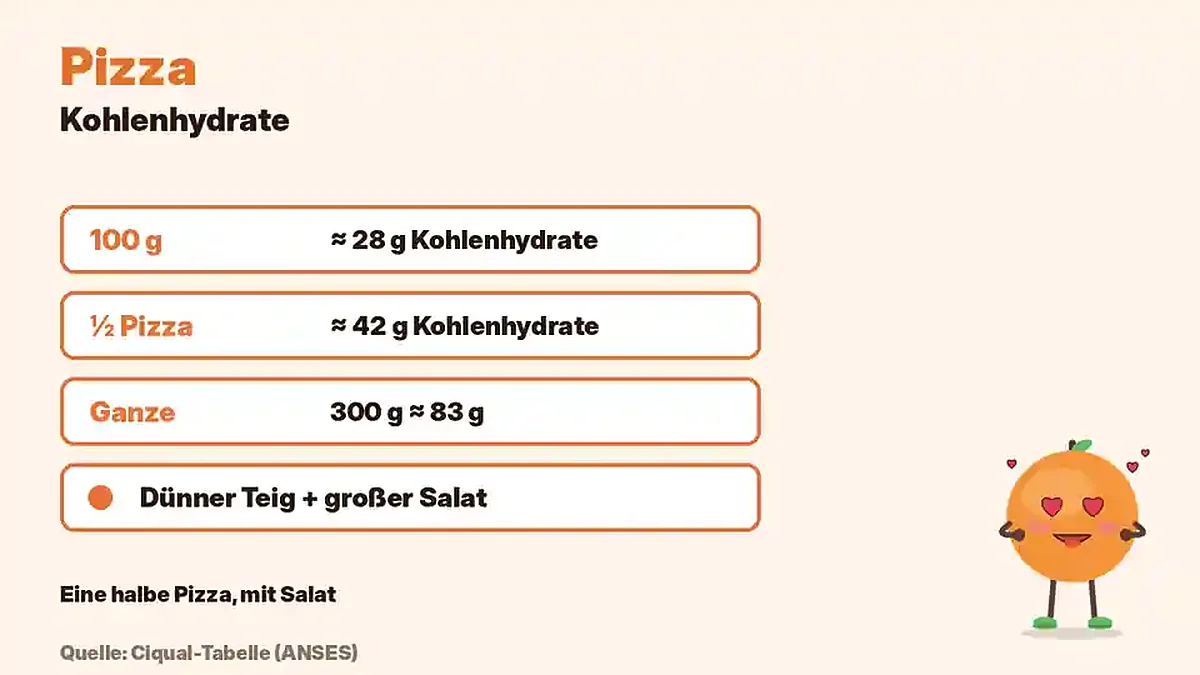 Pizza
Kohlenhydrate
100 g ≈ 28 g Kohlenhydrate
½ Pizza ≈ 42 g Kohlenhydrate
Ganze 300 g ≈ 83 g
Dünner Teig + großer Salat
Eine halbe Pizza, mit Salat
Quelle: Ciqual-Tabelle (ANSES)